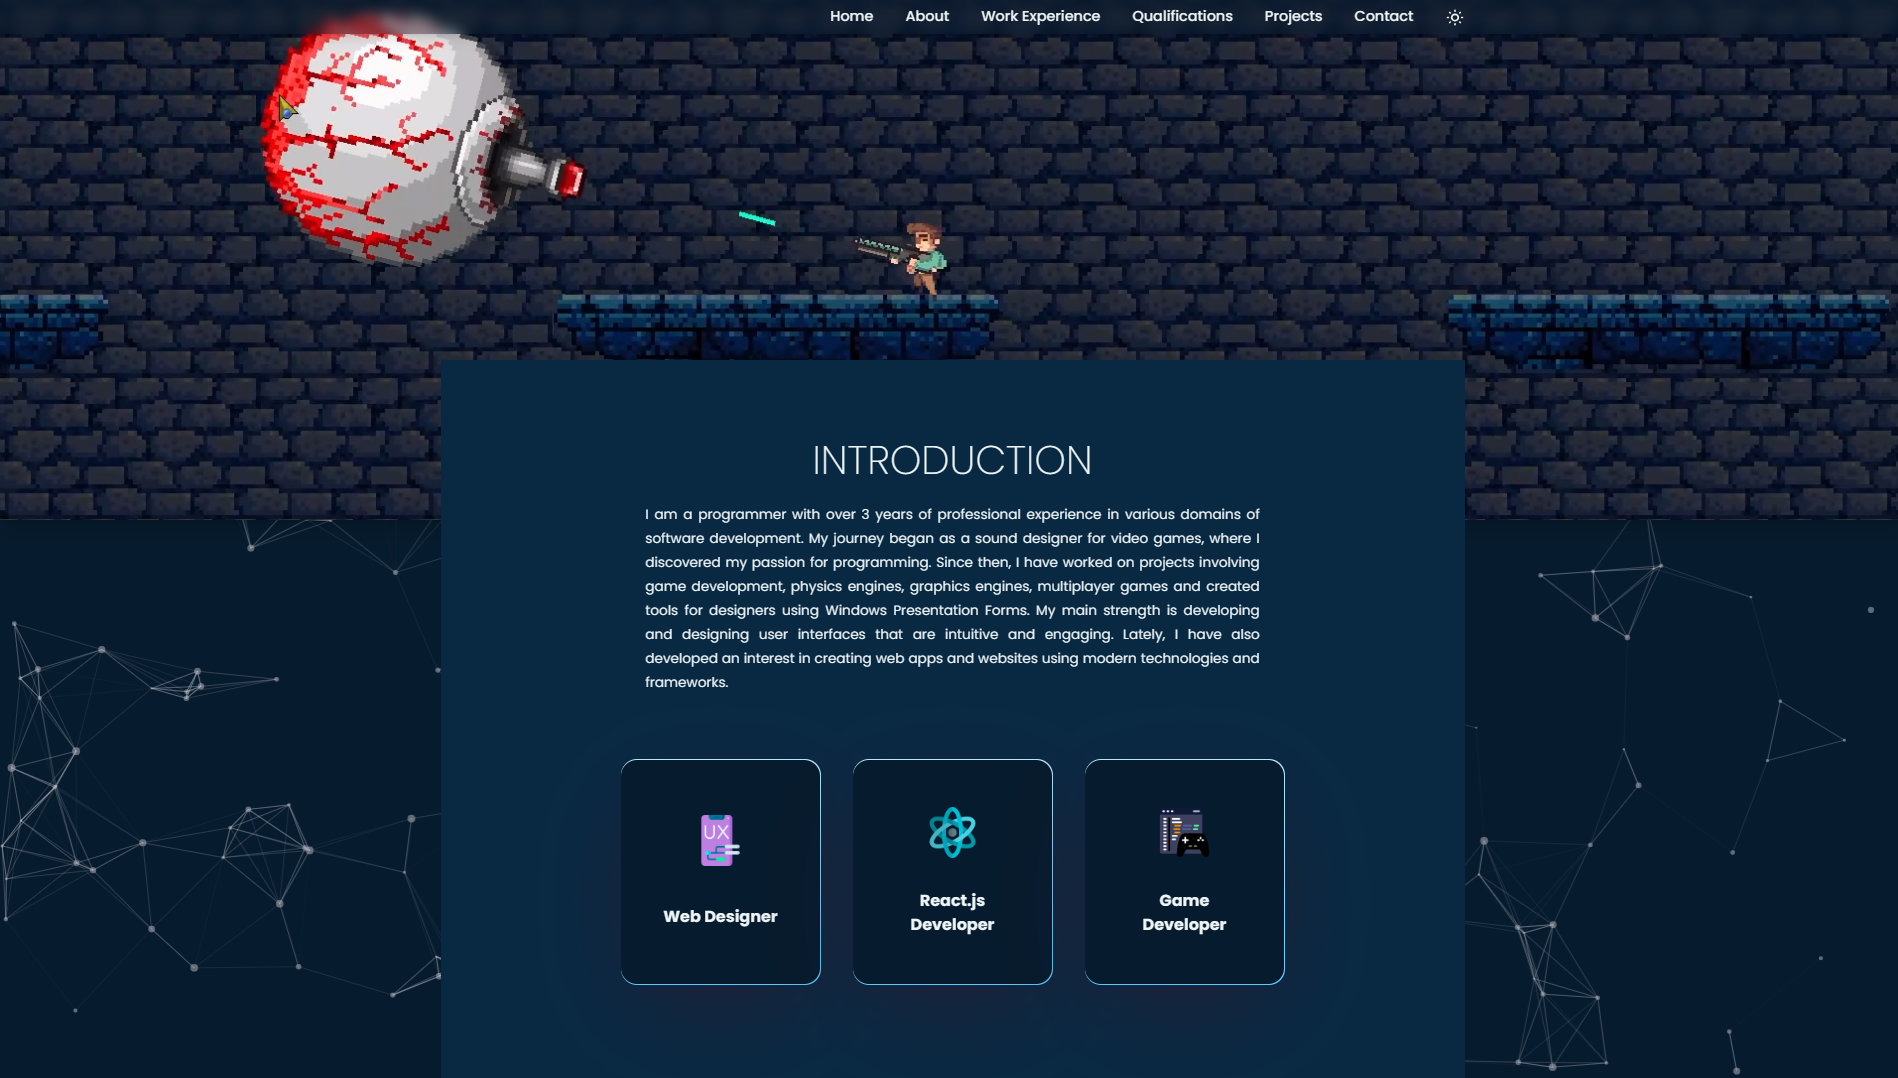 Home About Work Experience Qualifications Projects Contact
INTRODUCTION
I am a programmer with over 3 years of professional experience in various domains of
software development. My journey began as a sound designer for video games, where I
discovered my passion for programming. Since then, I have worked on projects involving
game development, physics engines, graphics engines, multiplayer games and created
tools for designers using Windows Presentation Forms. My main strength is developing
and designing user interfaces that are intuitive and engaging. Lately, I have also
developed an interest in creating web apps and websites using modern technologies and
frameworks.
UX
Web Designer
React.js
Developer
Game
Developer